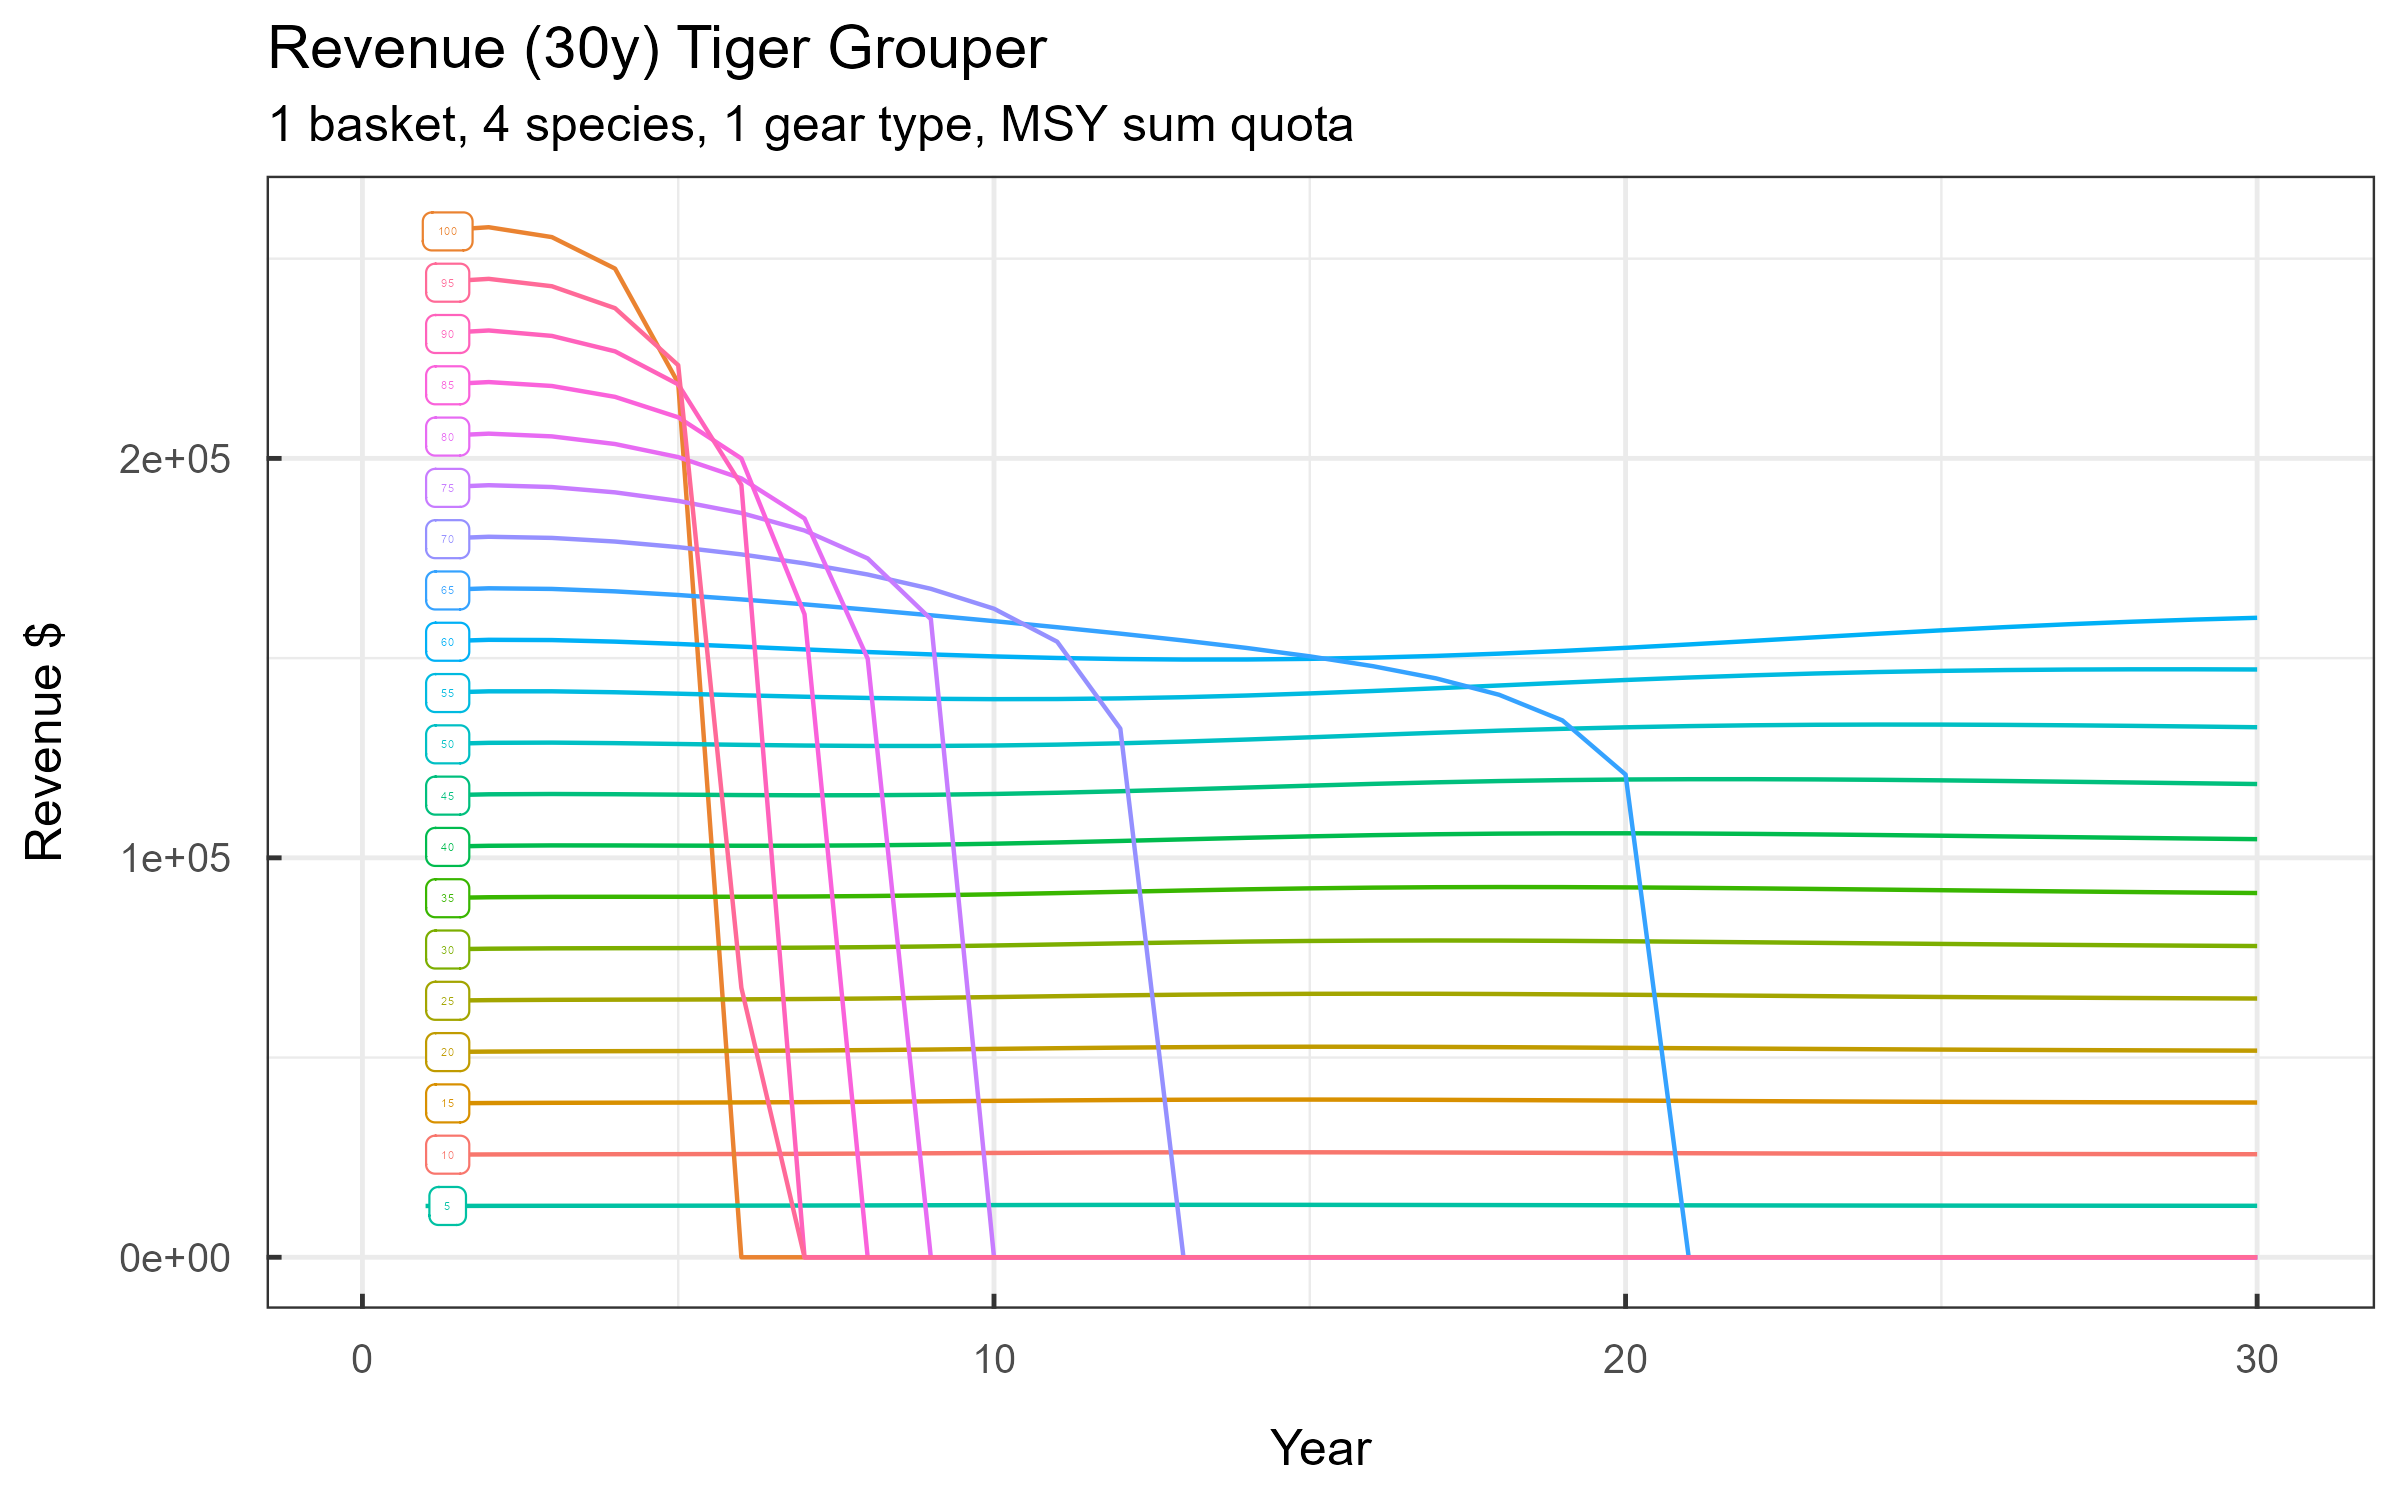 Revenue (30y) Tiger Grouper
1 basket, 4 species, 1 gear type, MSY sum quota
100
95
90
85
80
75
70
65
60
55
50
45
40
35
30
25
20
15
10
5
2e+05
1e+05
0e+00
Revenue $
0 10 20 30
Year